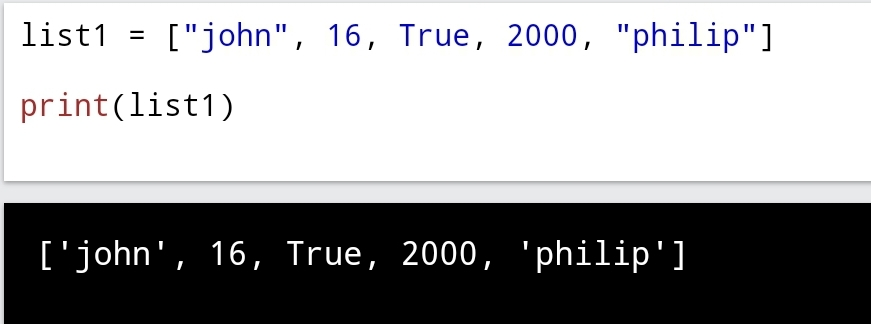 list1 = ["john", 16, True, 2000, "philip"]
print(list1)
['john', 16, True, 2000, 'philip']